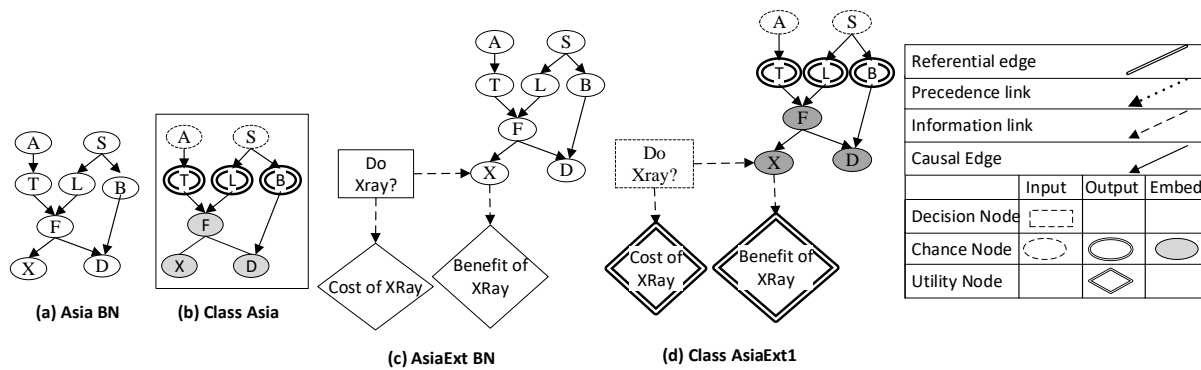 A
S
T
L
B
F
X
D
(a) Asia BN
A
S
T
L
B
F
X
D
(b) Class Asia
A
S
T
L
B
F
X
D
Do
Xray?
Cost of XRay
Benefit of
XRay
(c) AsiaExt BN
A
S
T
L
B
F
X
D
Do
Xray?
Cost of
XRay
Benefit of
XRay
(d) Class AsiaExt1
Referential edge
Precedence link
Information link
Causal Edge
Input Output Embed
Decision Node
Chance Node
Utility Node